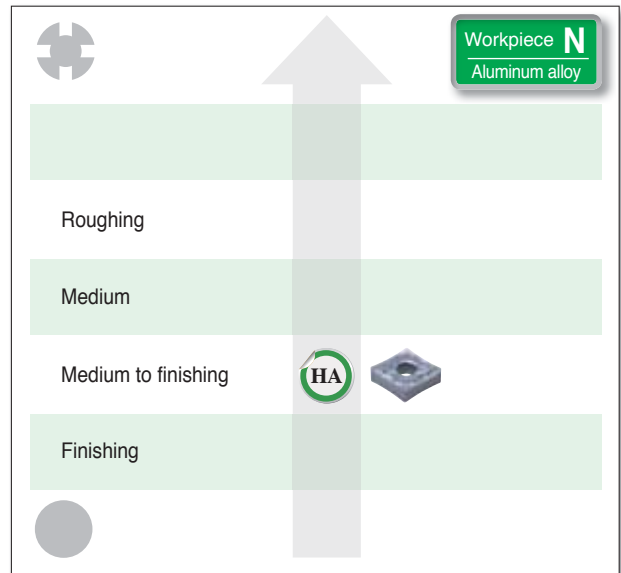 Workpiece N
Aluminum alloy
Roughing
Medium
Medium to finishing
HA
Finishing